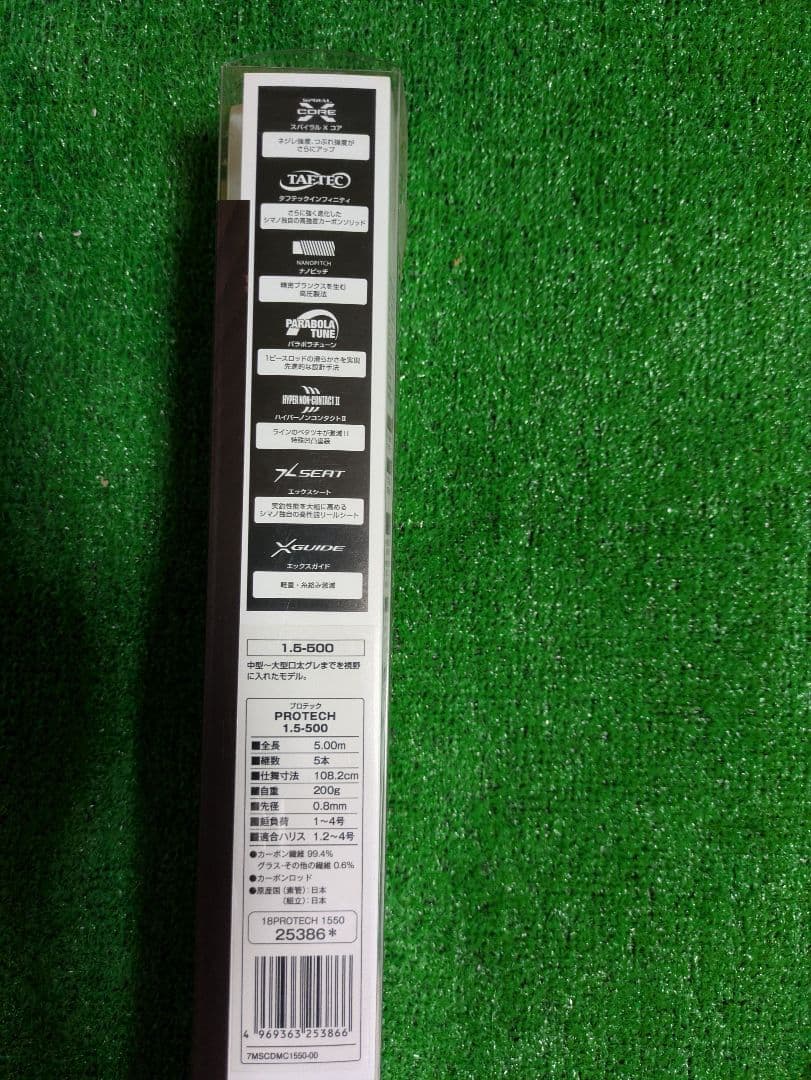 SPIRAL
X
CORE
スパイラル X コア
ネジレ強度、つぶれ強度が
さらにアップ
TAFTEC
タフテックインフィニティ
さらに強く進化した
シマノ独自の高強度カーボンソリッド
NANOPITCH
ナノピッチ
精密ブランクスを生む
高圧製法
PARABOLA
TUNE
パラボラチューン
1ピースロッドの滑らかさを実現
先進的な設計手法
HYPER NON-CONTACT II
ハイパーノンコンタクトII
ラインのベタツキが激減!!
特殊凹凸塗装
X SEAT
エックスシート
実釣性能を大幅に高める
シマノ独自の高性能リールシート
X GUIDE
エックスガイド
軽量・糸絡み激減
1.5-500
中型〜大型口太グレまでを視野
に入れたモデル。
プロテック
PROTECH
1.5-500
■全長 5.00m
■継数 5本
■仕舞寸法 108.2cm
■自重 200g
■先径 0.8mm
■錘負荷 1〜4号
■適合ハリス 1.2〜4号
●カーボン繊維 99.4%
グラス・その他の繊維 0.6%
●カーボンロッド
●原産国(素管):日本
(組立):日本
18PROTECH 1550
25386*
4 969363 253866
7MSCDMC1550-00